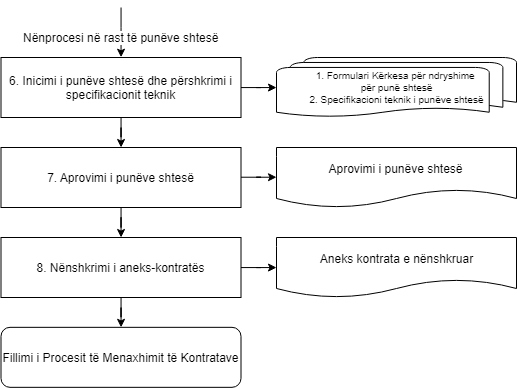 Nënprocesi në rast të punëve shtesë
6. Inicimi i punëve shtesë dhe përshkrimi i
specifikacionit teknik
1. Formulari Kërkesa për ndryshime
për punë shtesë
2. Specifikacioni teknik i punëve shtesë
7. Aprovimi i punëve shtesë
Aprovimi i punëve shtesë
8. Nënshkrimi i aneks-kontratës
Aneks kontrata e nënshkruar
Fillimi i Procesit të Menaxhimit të Kontratave